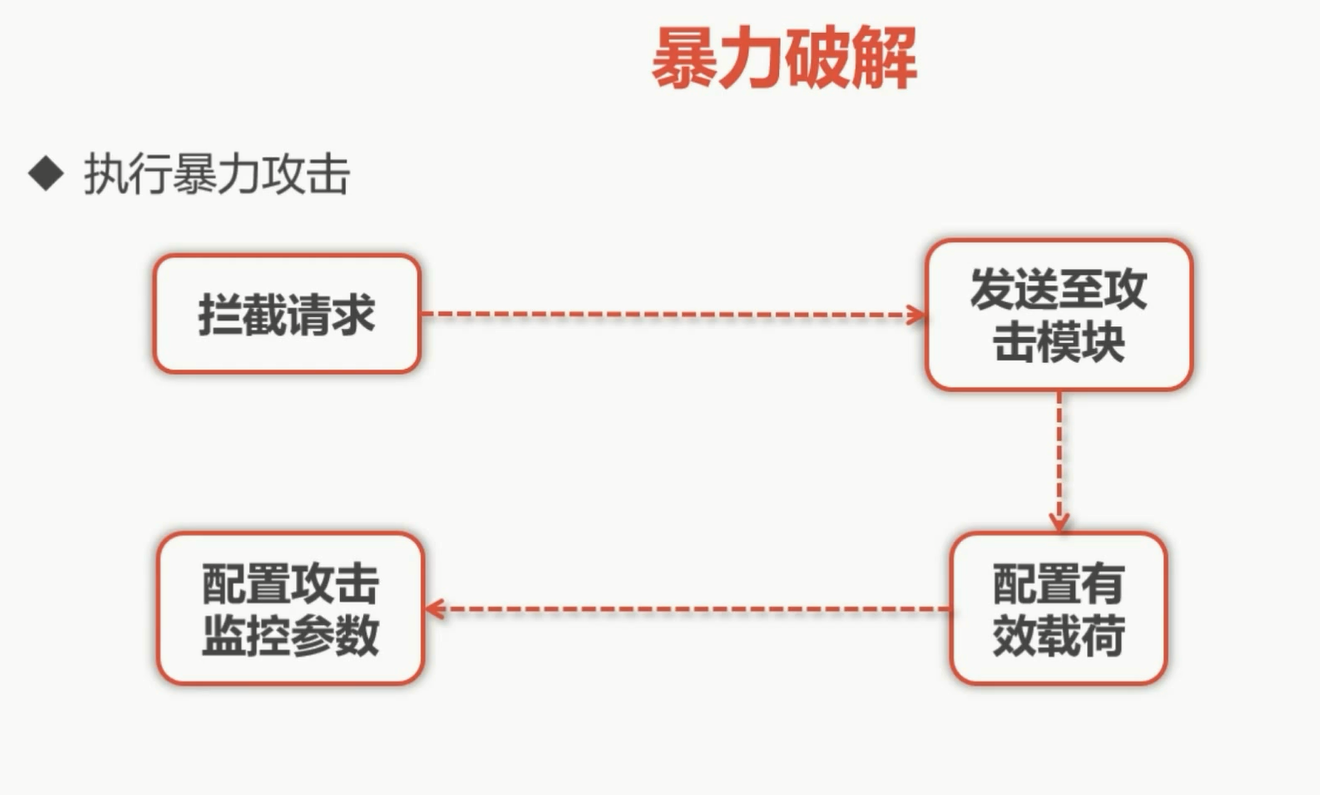 暴力破解
执行暴力攻击
拦截请求
发送至攻
击模块
配置有
效载荷
配置攻击
监控参数